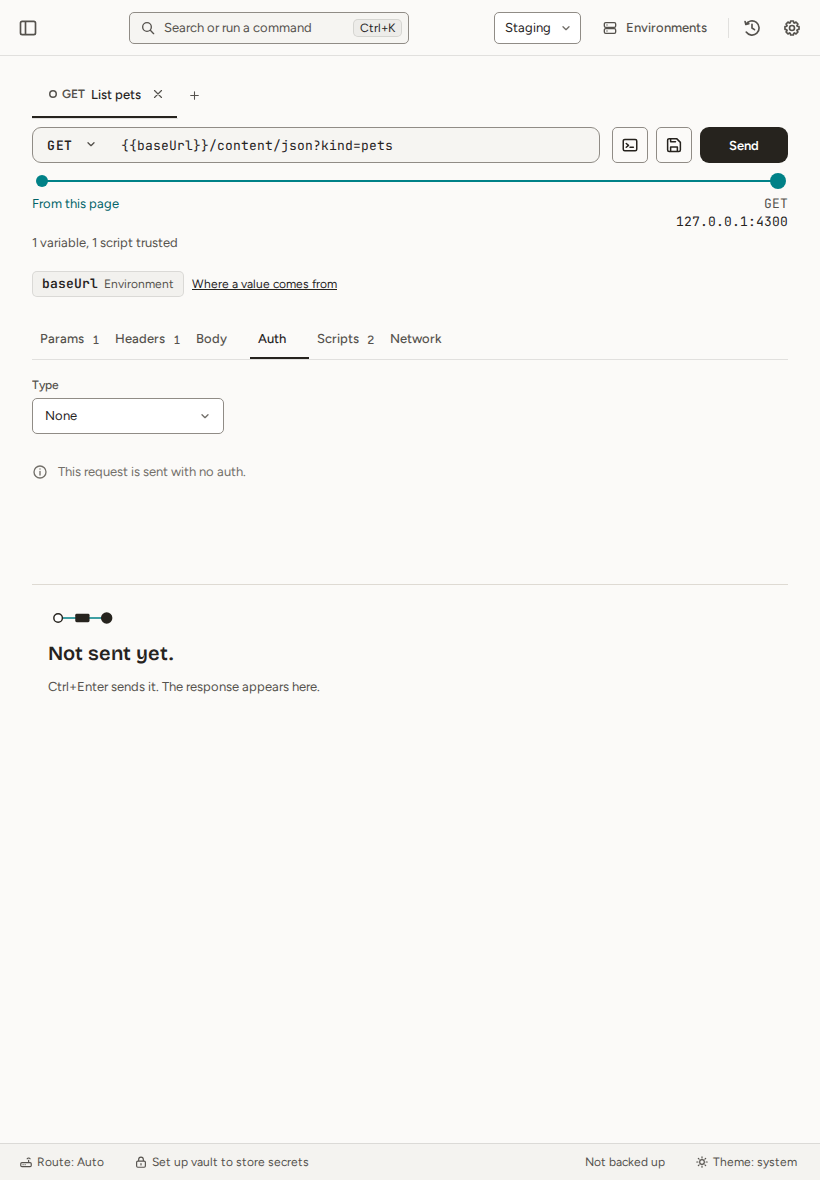 Search or run a command Ctrl+K Staging Environments
GET List pets
GET {{baseUrl}}/content/json?kind=pets Send
From this page GET
127.0.0.1:4300
1 variable, 1 script trusted
baseUrl Environment Where a value comes from
Params 1 Headers 1 Body Auth Scripts 2 Network
Type
None
This request is sent with no auth.
Not sent yet.
Ctrl+Enter sends it. The response appears here.
Route: Auto Set up vault to store secrets Not backed up Theme: system